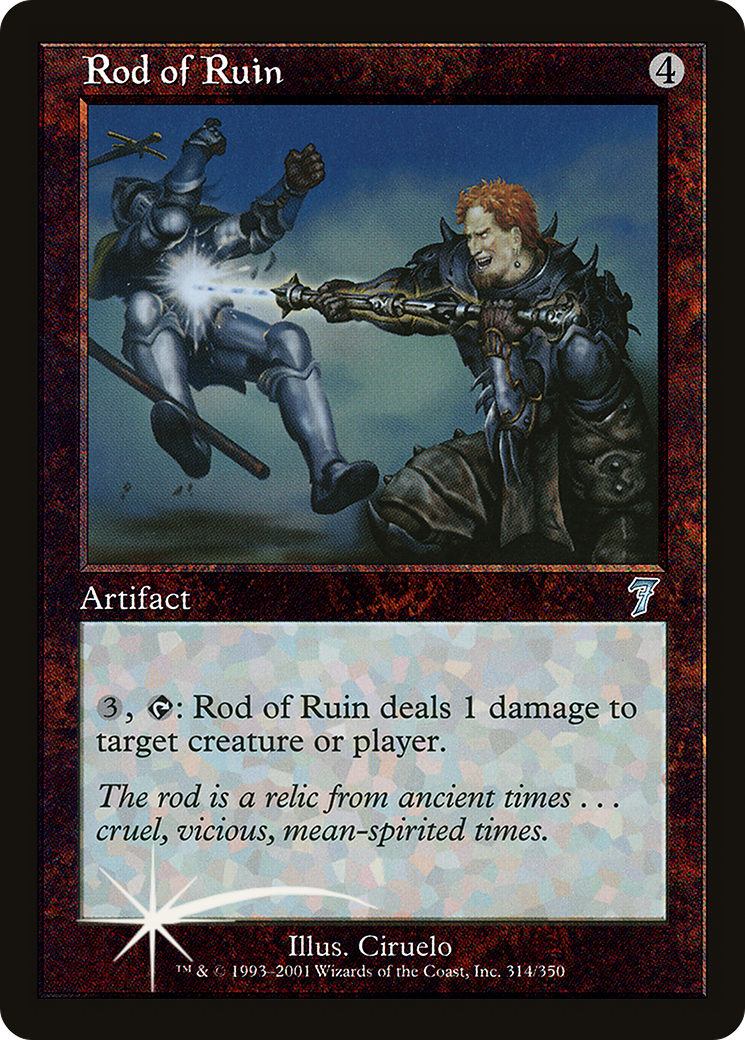 Rod of Ruin
4
Artifact
7
3, : Rod of Ruin deals 1 damage to
target creature or player.
The rod is a relic from ancient times . . .
cruel, vicious, mean-spirited times.
Illus. Ciruelo
™ & © 1993–2001 Wizards of the Coast, Inc. 314/350